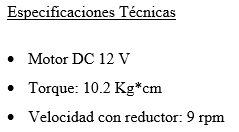 Especificaciones Técnicas
• Motor DC 12 V
• Torque: 10.2 Kg*cm
• Velocidad con reductor: 9 rpm